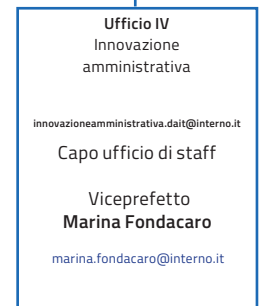 Ufficio IV
Innovazione
amministrativa
innovazioneamministrativa.dait@interno.it
Capo ufficio di staff
Viceprefetto
Marina Fondacaro
marina.fondacaro@interno.it